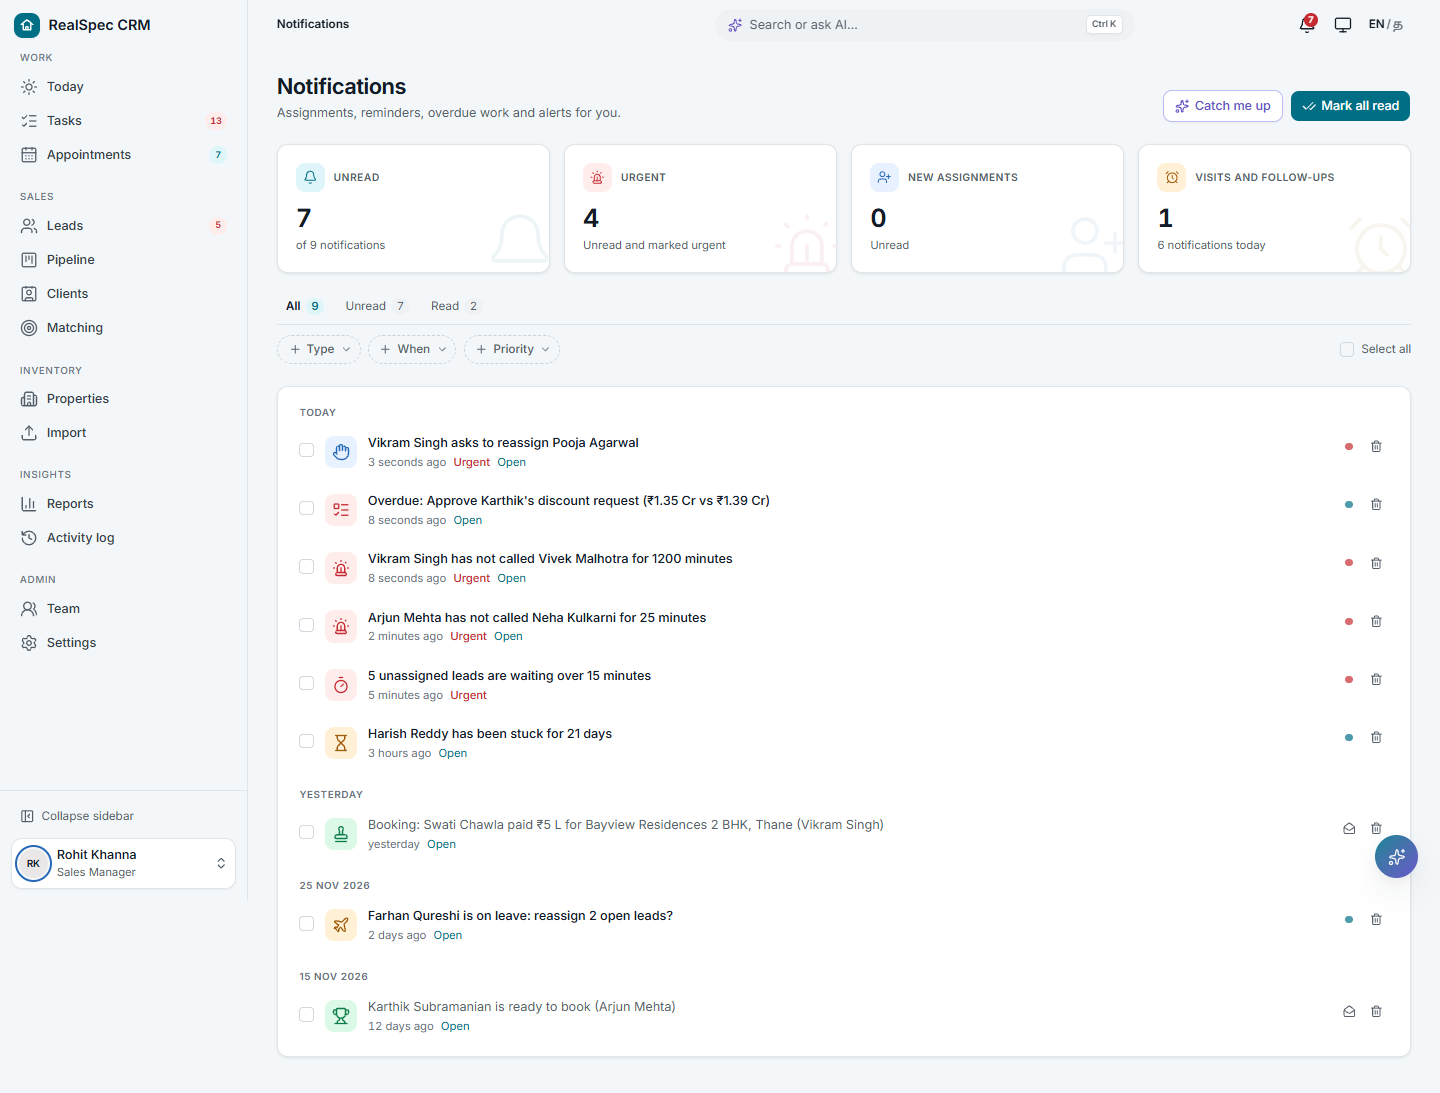 RealSpec CRM
WORK
Today
Tasks 13
Appointments 7
SALES
Leads 5
Pipeline
Clients
Matching
INVENTORY
Properties
Import
INSIGHTS
Reports
Activity log
ADMIN
Team
Settings
Collapse sidebar
RK
Rohit Khanna
Sales Manager
Notifications
Search or ask AI...
Ctrl K
7
EN / த
Notifications
Assignments, reminders, overdue work and alerts for you.
Catch me up
Mark all read
UNREAD
7
of 9 notifications
URGENT
4
Unread and marked urgent
NEW ASSIGNMENTS
0
Unread
VISITS AND FOLLOW-UPS
1
6 notifications today
All 9 Unread 7 Read 2
Type When Priority
Select all
TODAY
Vikram Singh asks to reassign Pooja Agarwal
3 seconds ago Urgent Open
Overdue: Approve Karthik's discount request (₹1.35 Cr vs ₹1.39 Cr)
8 seconds ago Open
Vikram Singh has not called Vivek Malhotra for 1200 minutes
8 seconds ago Urgent Open
Arjun Mehta has not called Neha Kulkarni for 25 minutes
2 minutes ago Urgent Open
5 unassigned leads are waiting over 15 minutes
5 minutes ago Urgent
Harish Reddy has been stuck for 21 days
3 hours ago Open
YESTERDAY
Booking: Swati Chawla paid ₹5 L for Bayview Residences 2 BHK, Thane (Vikram Singh)
yesterday Open
25 NOV 2026
Farhan Qureshi is on leave: reassign 2 open leads?
2 days ago Open
15 NOV 2026
Karthik Subramanian is ready to book (Arjun Mehta)
12 days ago Open